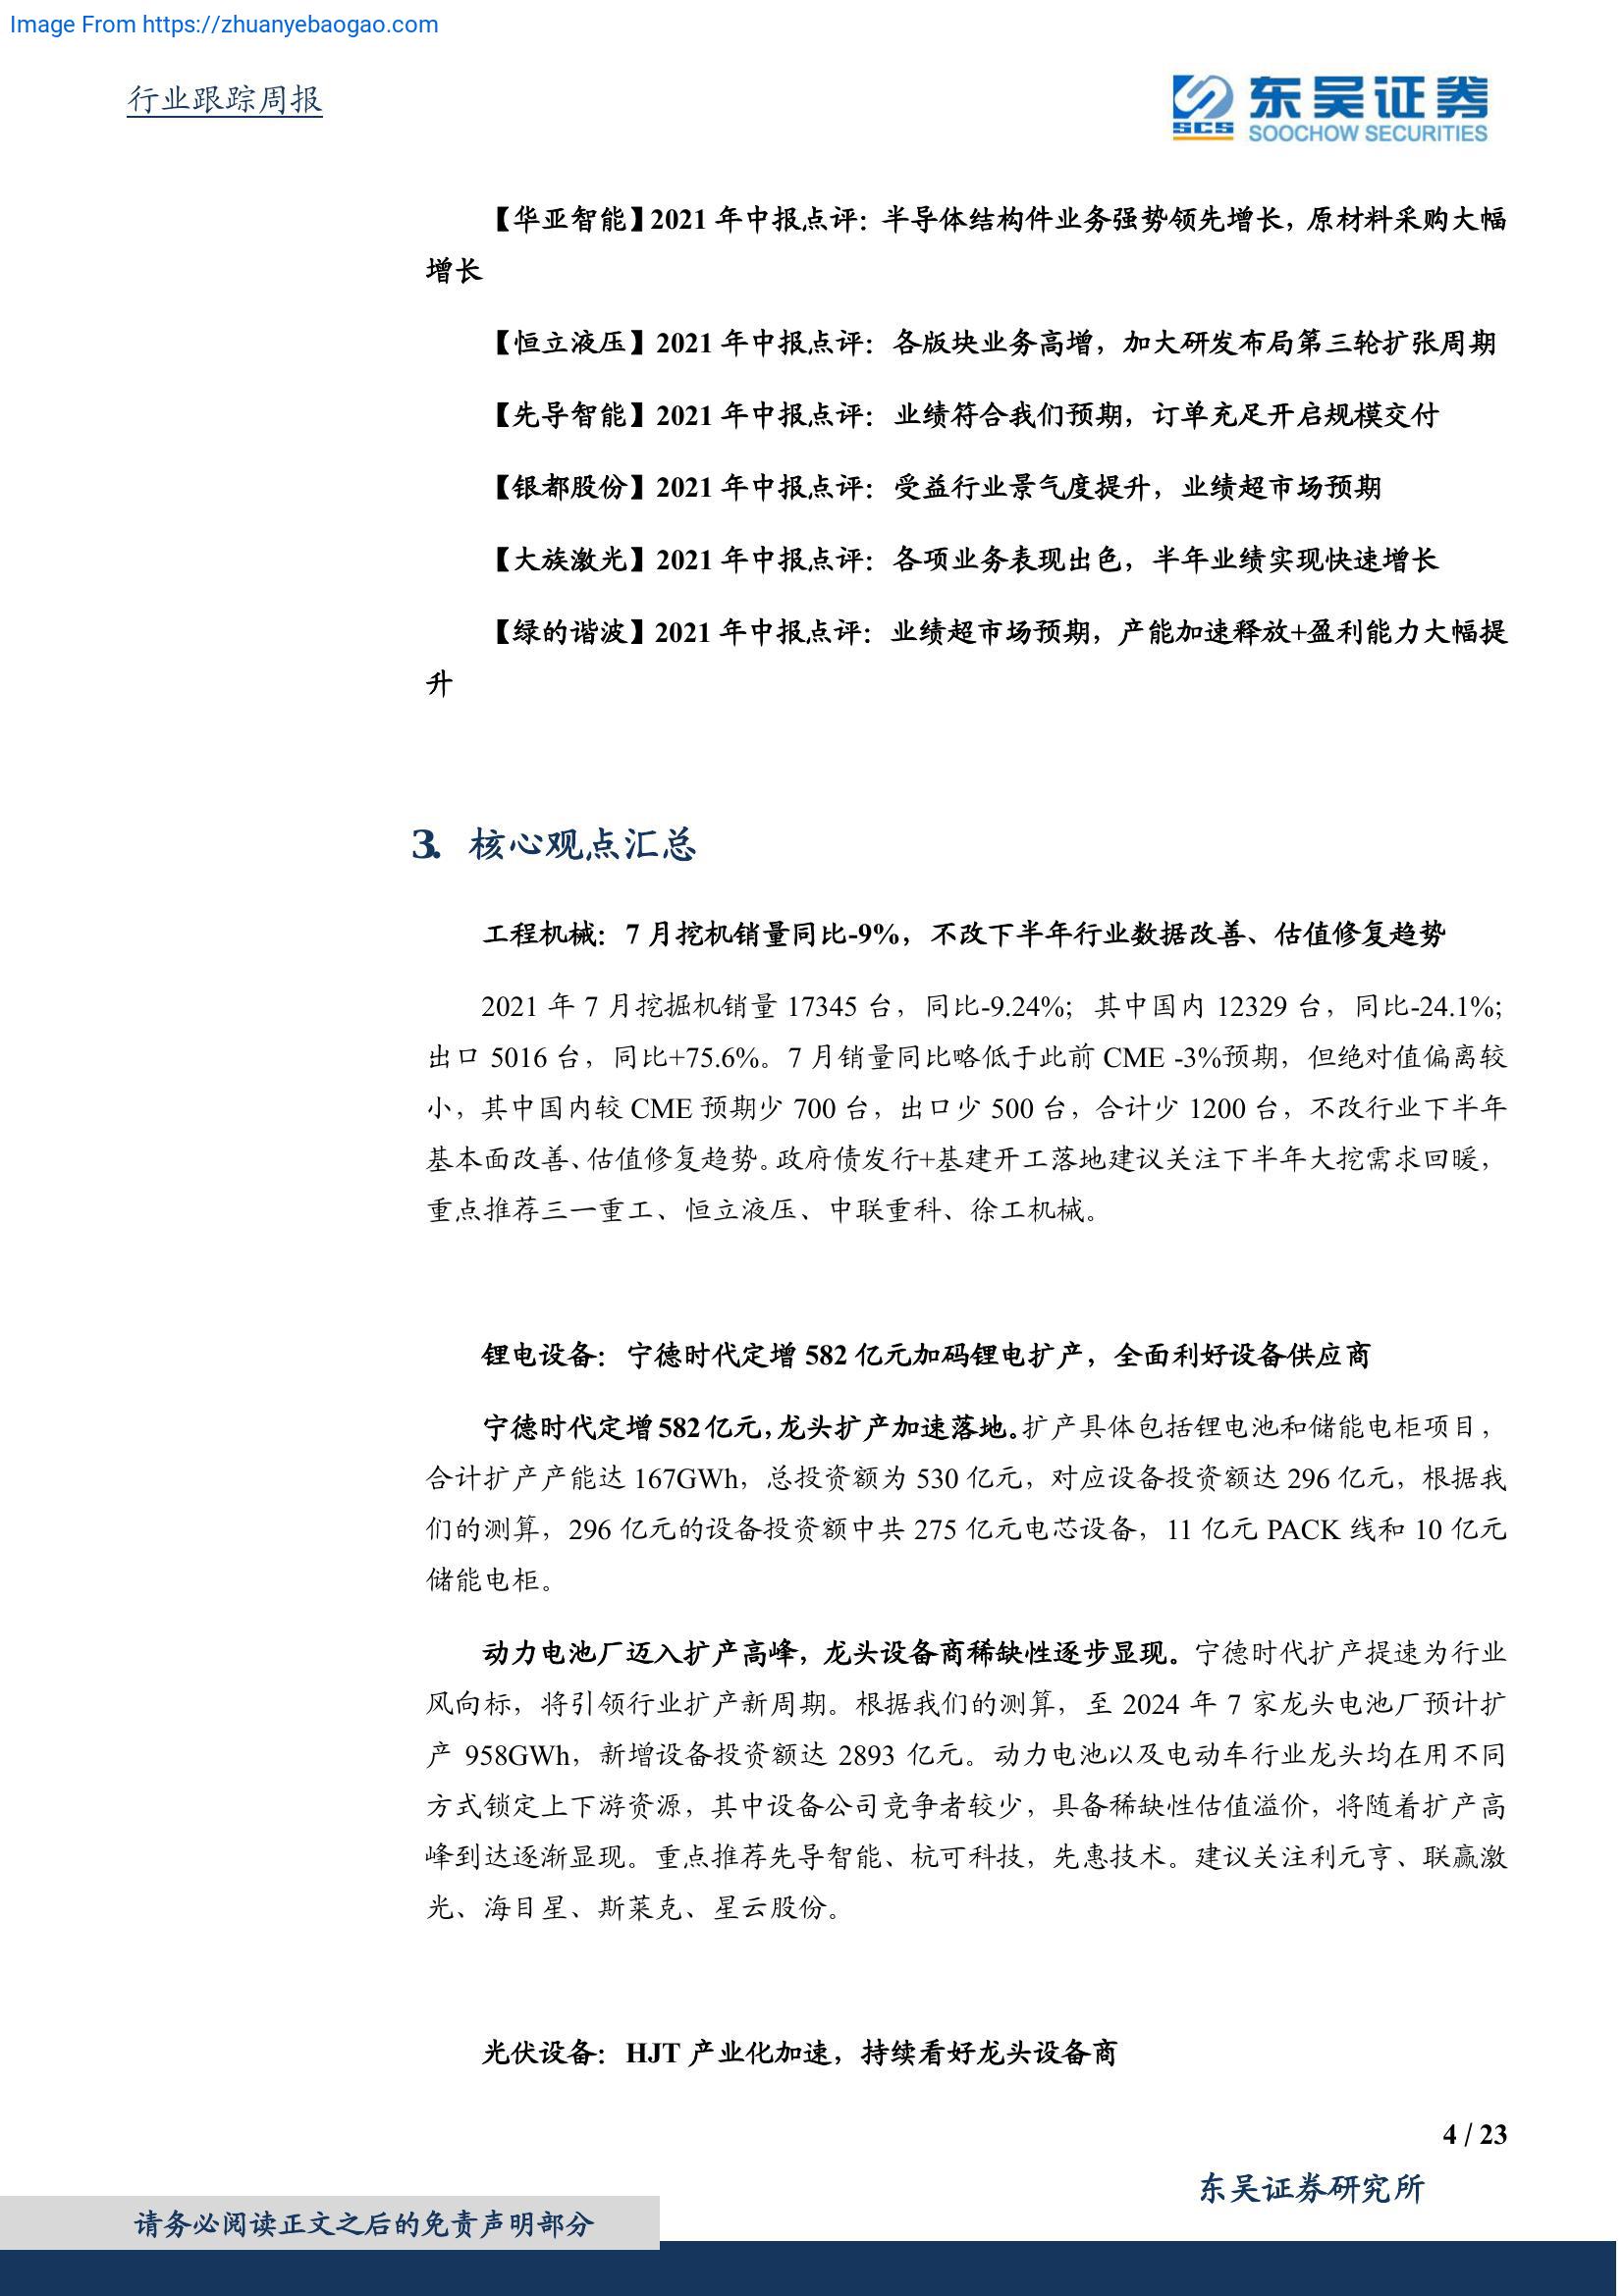 Image From https://zhuanyebaogao.com
行业跟踪周报
东吴证券
SCS
SOOCHOW SECURITIES
【华亚智能】2021 年中报点评：半导体结构件业务强势领先增长，原材料采购大幅
增长
【恒立液压】2021 年中报点评：各版块业务高增，加大研发布局第三轮扩张周期
【先导智能】2021 年中报点评：业绩符合我们预期，订单充足开启规模交付
【银都股份】2021 年中报点评：受益行业景气度提升，业绩超市场预期
【大族激光】2021 年中报点评：各项业务表现出色，半年业绩实现快速增长
【绿的谐波】2021 年中报点评：业绩超市场预期，产能加速释放+盈利能力大幅提
升
3. 核心观点汇总
工程机械：7 月挖机销量同比-9%，不改下半年行业数据改善、估值修复趋势
2021 年 7 月挖掘机销量 17345 台，同比-9.24%；其中国内 12329 台，同比-24.1%；
出口 5016 台，同比+75.6%。7 月销量同比略低于此前 CME -3%预期，但绝对值偏离较
小，其中国内较 CME 预期少 700 台，出口少 500 台，合计少 1200 台，不改行业下半年
基本面改善、估值修复趋势。政府债发行+基建开工落地建议关注下半年大挖需求回暖，
重点推荐三一重工、恒立液压、中联重科、徐工机械。
锂电设备：宁德时代定增 582 亿元加码锂电扩产，全面利好设备供应商
宁德时代定增 582 亿元，龙头扩产加速落地。扩产具体包括锂电池和储能电柜项目，
合计扩产产能达 167GWh，总投资额为 530 亿元，对应设备投资额达 296 亿元，根据我
们的测算，296 亿元的设备投资额中共 275 亿元电芯设备，11 亿元 PACK 线和 10 亿元
储能电柜。
动力电池厂迈入扩产高峰，龙头设备商稀缺性逐步显现。宁德时代扩产提速为行业
风向标，将引领行业扩产新周期。根据我们的测算，至 2024 年 7 家龙头电池厂预计扩
产 958GWh，新增设备投资额达 2893 亿元。动力电池以及电动车行业龙头均在用不同
方式锁定上下游资源，其中设备公司竞争者较少，具备稀缺性估值溢价，将随着扩产高
峰到达逐渐显现。重点推荐先导智能、杭可科技，先惠技术。建议关注利元亨、联赢激
光、海目星、斯莱克、星云股份。
光伏设备：HJT 产业化加速，持续看好龙头设备商
4 / 23
东吴证券研究所
请务必阅读正文之后的免责声明部分